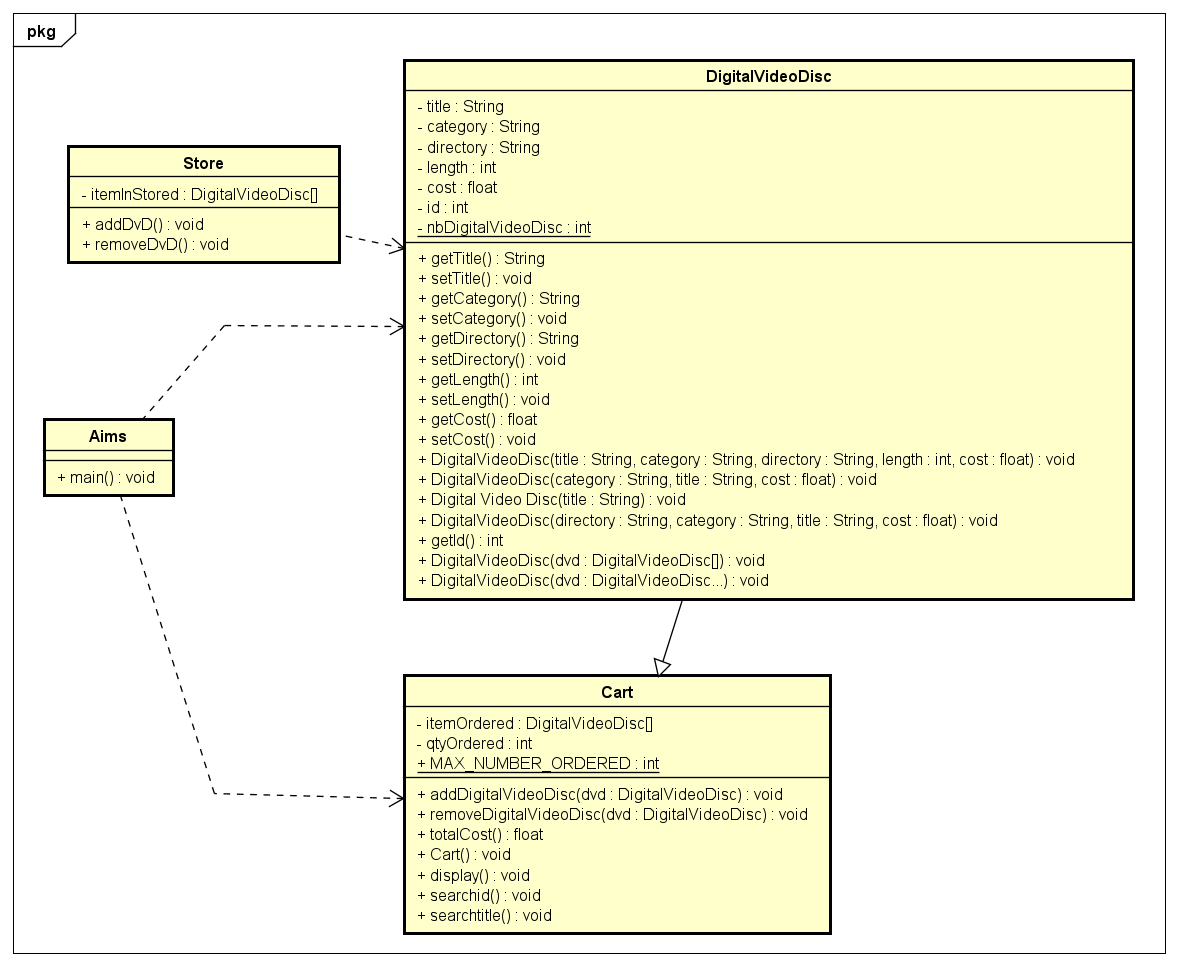 pkg
DigitalVideoDisc
- title : String
- category : String
- directory : String
- length : int
- cost : float
- id : int
- nbDigitalVideoDisc : int
+ getTitle() : String
+ setTitle() : void
+ getCategory() : String
+ setCategory() : void
+ getDirectory() : String
+ setDirectory() : void
+ getLength() : int
+ setLength() : void
+ getCost() : float
+ setCost() : void
+ DigitalVideoDisc(title : String, category : String, directory : String, length : int, cost : float) : void
+ DigitalVideoDisc(category : String, title : String, cost : float) : void
+ Digital Video Disc(title : String) : void
+ DigitalVideoDisc(directory : String, category : String, title : String, cost : float) : void
+ getId() : int
+ DigitalVideoDisc(dvd : DigitalVideoDisc[]) : void
+ DigitalVideoDisc(dvd : DigitalVideoDisc...) : void
Store
- itemInStored : DigitalVideoDisc[]
+ addDvD() : void
+ removeDvD() : void
Aims
+ main() : void
Cart
- itemOrdered : DigitalVideoDisc[]
- qtyOrdered : int
+ MAX_NUMBER_ORDERED : int
+ addDigitalVideoDisc(dvd : DigitalVideoDisc) : void
+ removeDigitalVideoDisc(dvd : DigitalVideoDisc) : void
+ totalCost() : float
+ Cart() : void
+ display() : void
+ searchid() : void
+ searchtitle() : void